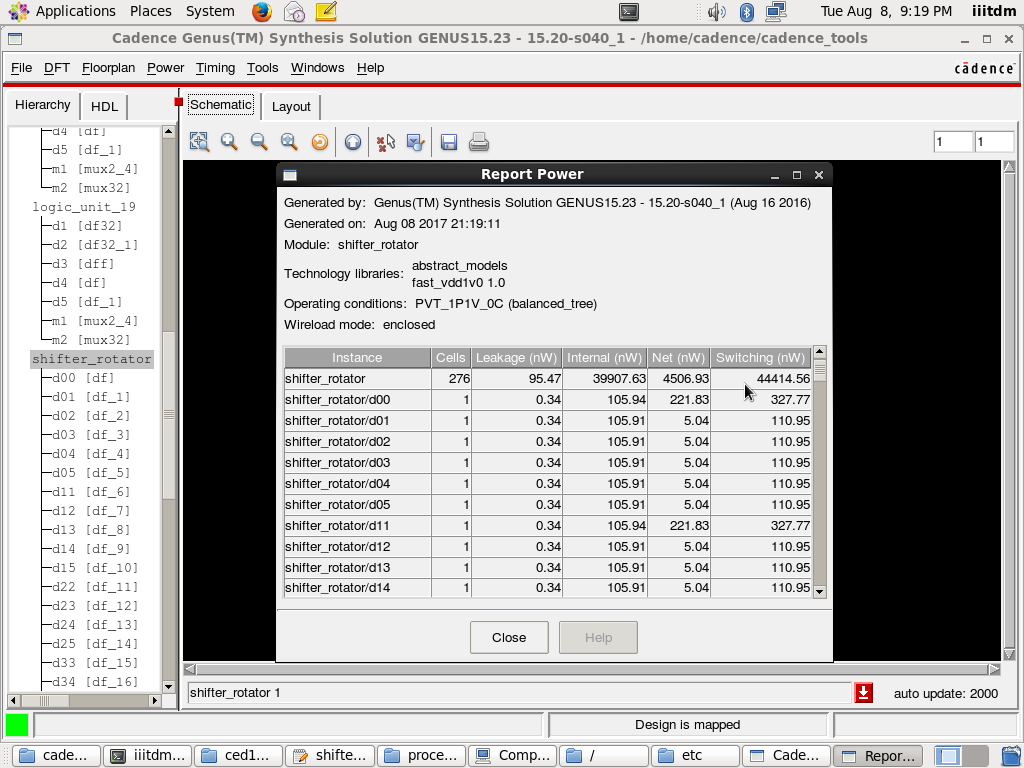 Applications Places System Tue Aug 8, 9:19 PM iiitdm
Cadence Genus(TM) Synthesis Solution GENUS15.23 - 15.20-s040_1 - /home/cadence/cadence_tools
File DFT Floorplan Power Timing Tools Windows Help cādence
Hierarchy HDL
d4 [df]
d5 [df_1]
m1 [mux2_4]
m2 [mux32]
logic_unit_19
d1 [df32]
d2 [df32_1]
d3 [dff]
d4 [df]
d5 [df_1]
m1 [mux2_4]
m2 [mux32]
shifter_rotator
d00 [df]
d01 [df_1]
d02 [df_2]
d03 [df_3]
d04 [df_4]
d05 [df_5]
d11 [df_6]
d12 [df_7]
d13 [df_8]
d14 [df_9]
d15 [df_10]
d22 [df_11]
d23 [df_12]
d24 [df_13]
d25 [df_14]
d33 [df_15]
d34 [df_16]
Schematic Layout
1 1
Report Power
Generated by: Genus(TM) Synthesis Solution GENUS15.23 - 15.20-s040_1 (Aug 16 2016)
Generated on: Aug 08 2017 21:19:11
Module: shifter_rotator
Technology libraries: abstract_models
fast_vdd1v0 1.0
Operating conditions: PVT_1P1V_0C (balanced_tree)
Wireload mode: enclosed
Instance Cells Leakage (nW) Internal (nW) Net (nW) Switching (nW)
shifter_rotator 276 95.47 39907.63 4506.93 44414.56
shifter_rotator/d00 1 0.34 105.94 221.83 327.77
shifter_rotator/d01 1 0.34 105.91 5.04 110.95
shifter_rotator/d02 1 0.34 105.91 5.04 110.95
shifter_rotator/d03 1 0.34 105.91 5.04 110.95
shifter_rotator/d04 1 0.34 105.91 5.04 110.95
shifter_rotator/d05 1 0.34 105.91 5.04 110.95
shifter_rotator/d11 1 0.34 105.94 221.83 327.77
shifter_rotator/d12 1 0.34 105.91 5.04 110.95
shifter_rotator/d13 1 0.34 105.91 5.04 110.95
shifter_rotator/d14 1 0.34 105.91 5.04 110.95
Close Help
shifter_rotator 1 auto update: 2000
Design is mapped
cade... iiitdm... ced1... shifte... proce... Comp... / etc Cade... Repor...